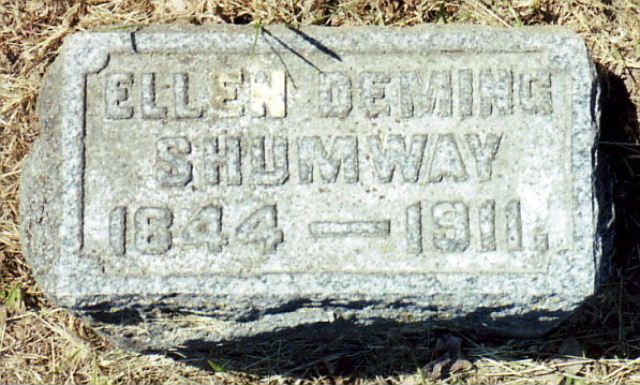 ELLEN DEMING
SHUMWAY
1844 — 1911.